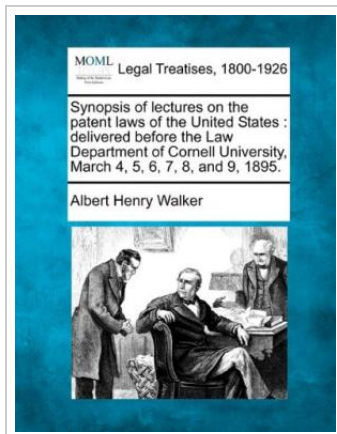 MOML
Legal Treatises, 1800-1926
Synopsis of lectures on the
patent laws of the United States :
delivered before the Law
Department of Cornell University,
March 4, 5, 6, 7, 8, and 9, 1895.
Albert Henry Walker